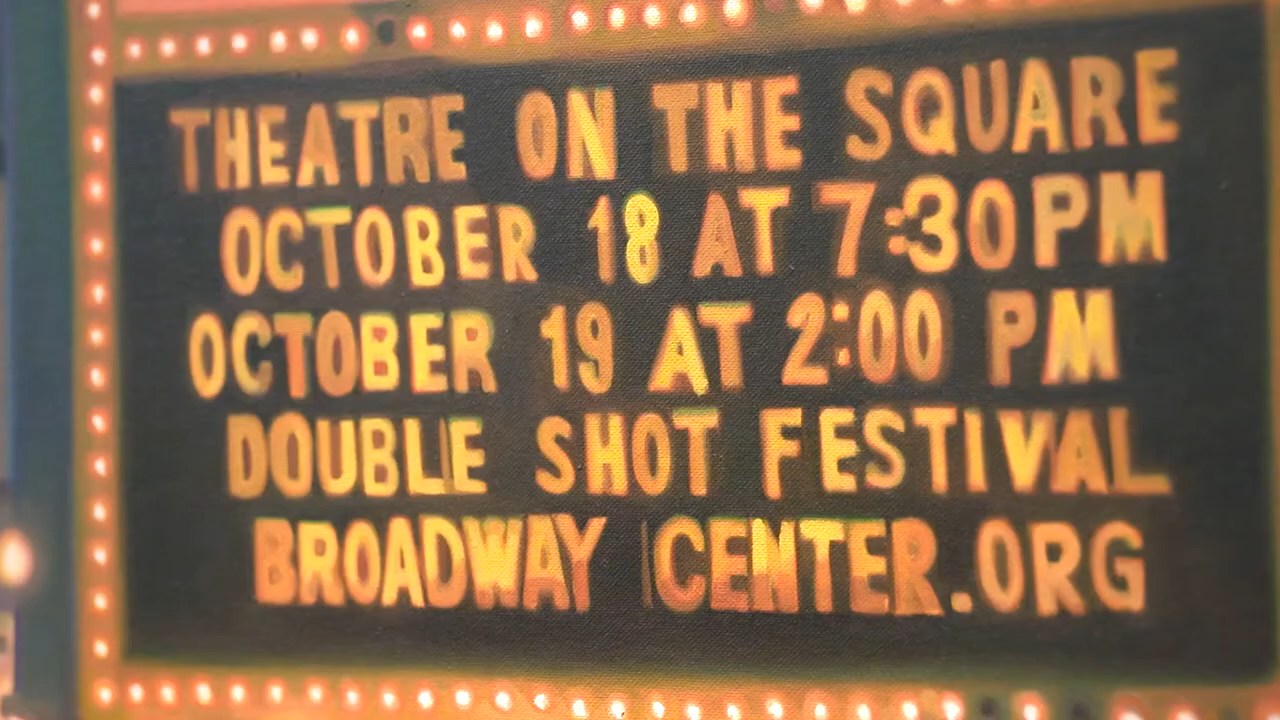 THEATRE ON THE SQUARE
OCTOBER 18 AT 7:30PM
OCTOBER 19 AT 2:00 PM
DOUBLE SHOT FESTIVAL
BROADWAY CENTER.ORG